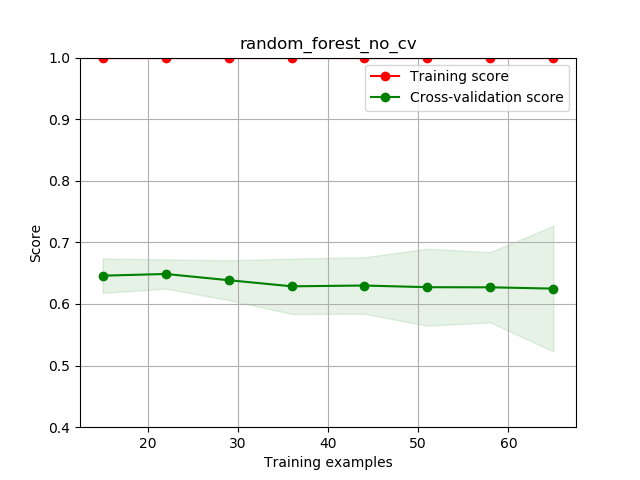 random_forest_no_cv
1.0
0.9
0.8
0.7
0.6
0.5
0.4
Score
Training score
Cross-validation score
20
30
40
50
60
Training examples